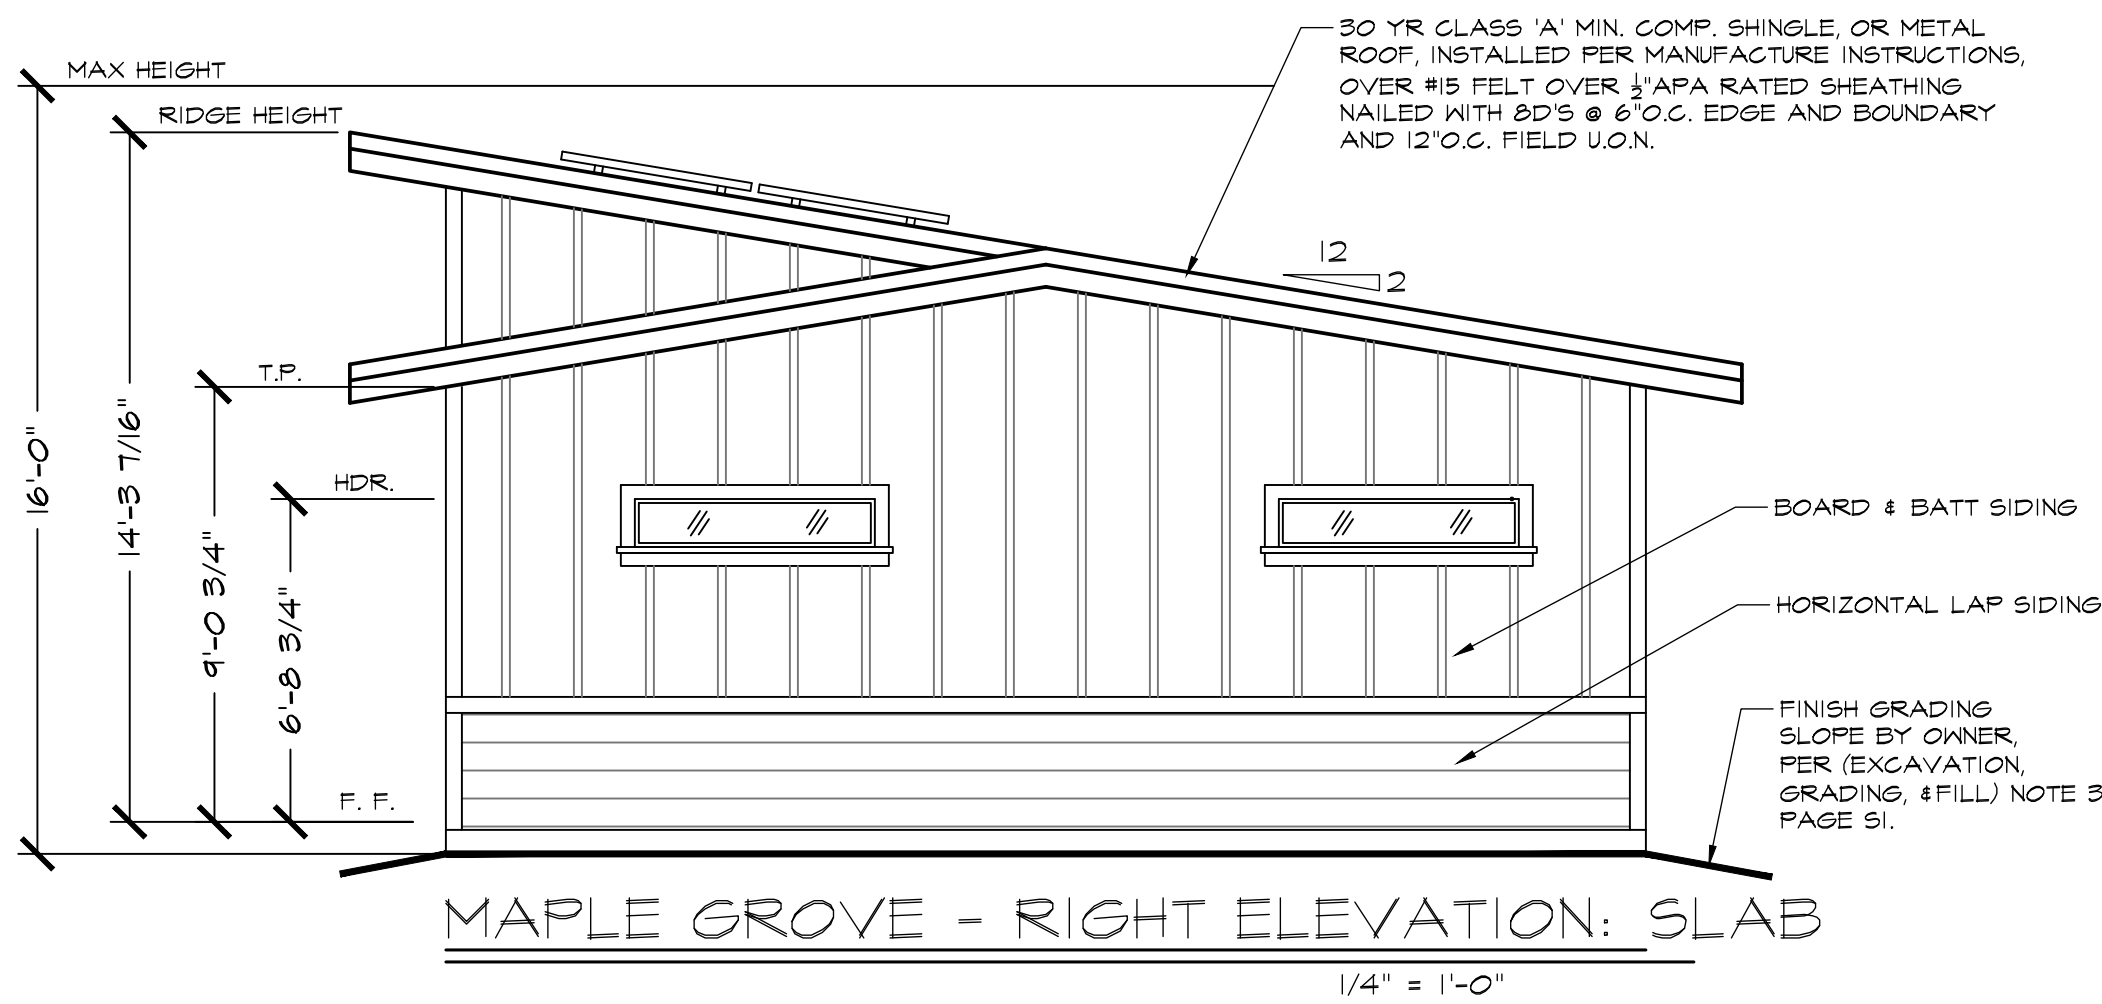 MAX HEIGHT
RIDGE HEIGHT
T.P.
HDR.
F. F.
16'-0"
14'-3 7/16"
9'-0 3/4"
6'-8 3/4"
30 YR CLASS 'A' MIN. COMP. SHINGLE, OR METAL
ROOF, INSTALLED PER MANUFACTURE INSTRUCTIONS,
OVER #15 FELT OVER ½"APA RATED SHEATHING
NAILED WITH 8D'S @ 6"O.C. EDGE AND BOUNDARY
AND 12"O.C. FIELD U.O.N.
12
2
BOARD & BATT SIDING
HORIZONTAL LAP SIDING
FINISH GRADING
SLOPE BY OWNER,
PER (EXCAVATION,
GRADING, &FILL) NOTE 3
PAGE S1.
MAPLE GROVE - RIGHT ELEVATION: SLAB
1/4" = 1'-0"